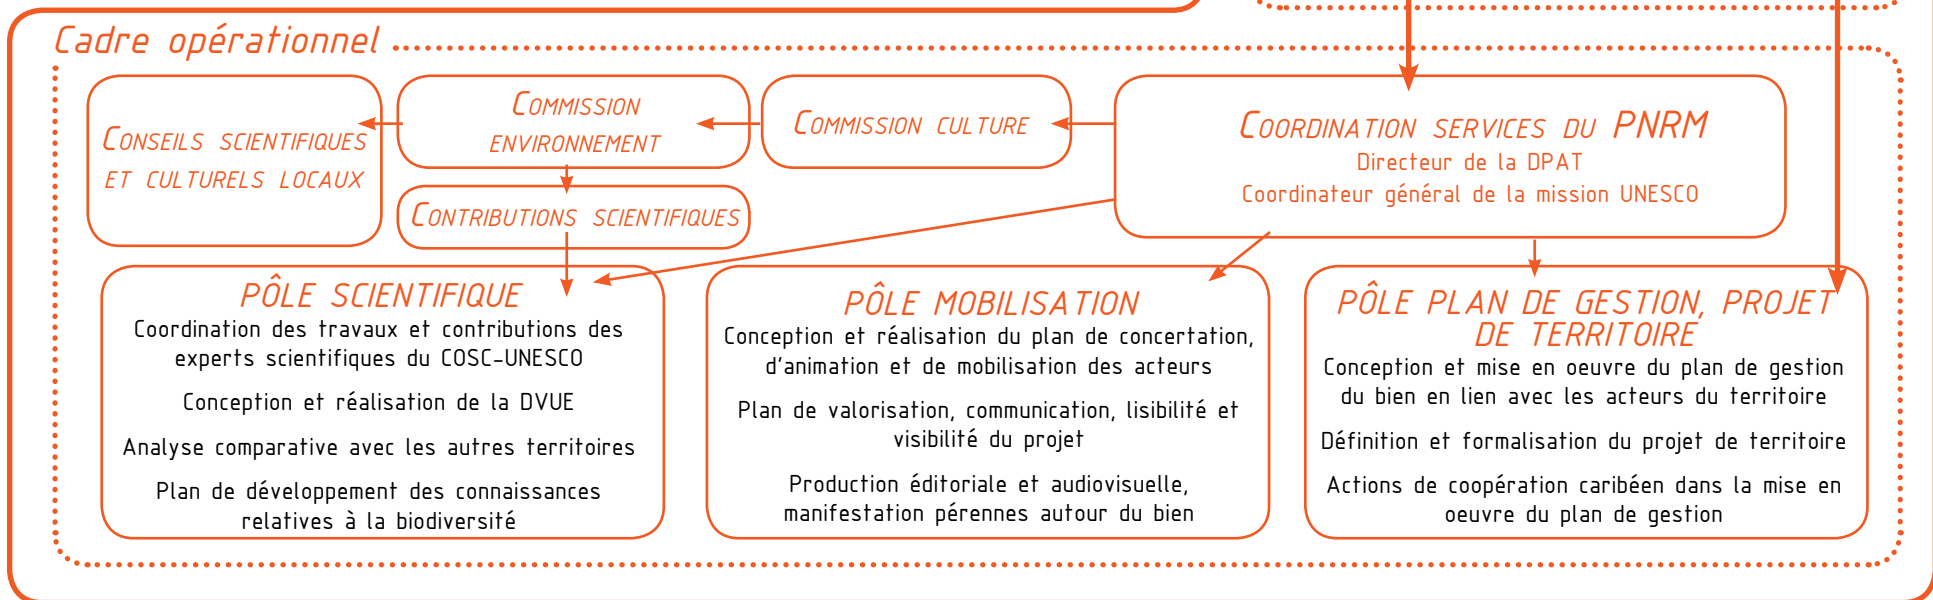 Cadre opérationnel
CONSEILS SCIENTIFIQUES
ET CULTURELS LOCAUX
COMMISSION
ENVIRONNEMENT
COMMISSION CULTURE
COORDINATION SERVICES DU PNRM
Directeur de la DPAT
Coordinateur général de la mission UNESCO
CONTRIBUTIONS SCIENTIFIQUES
PÔLE SCIENTIFIQUE
Coordination des travaux et contributions des
experts scientifiques du COSC-UNESCO
Conception et réalisation de la DVUE
Analyse comparative avec les autres territoires
Plan de développement des connaissances
relatives à la biodiversité
PÔLE MOBILISATION
Conception et réalisation du plan de concertation,
d'animation et de mobilisation des acteurs
Plan de valorisation, communication, lisibilité et
visibilité du projet
Production éditoriale et audiovisuelle,
manifestation pérennes autour du bien
PÔLE PLAN DE GESTION, PROJET
DE TERRITOIRE
Conception et mise en oeuvre du plan de gestion
du bien en lien avec les acteurs du territoire
Définition et formalisation du projet de territoire
Actions de coopération caribéen dans la mise en
oeuvre du plan de gestion